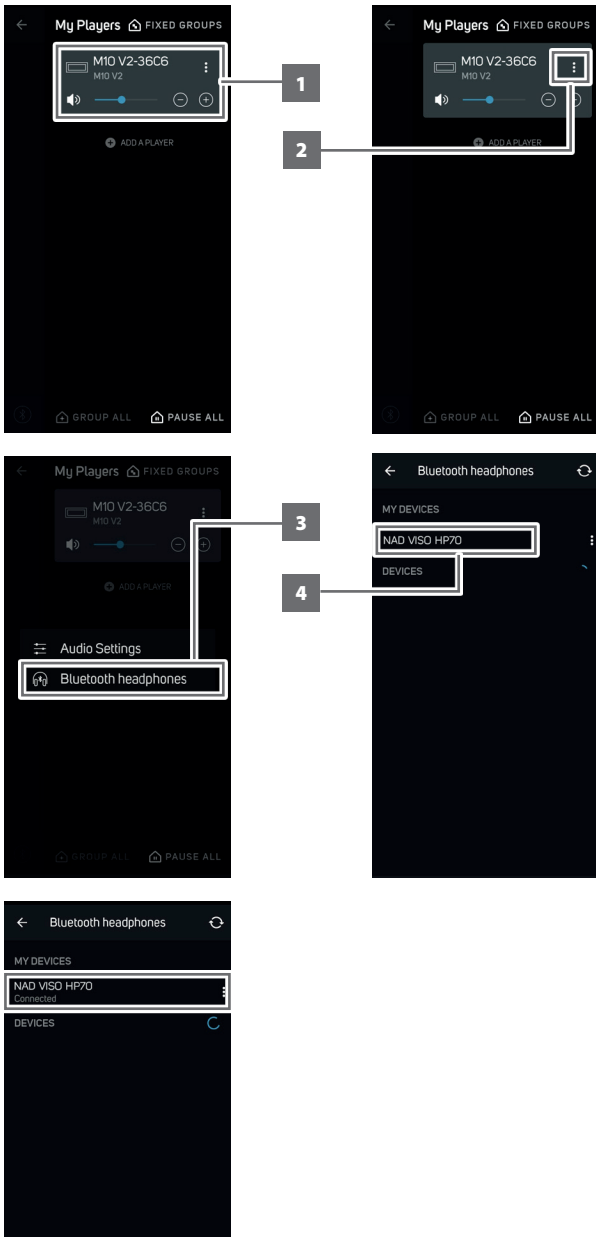 My Players FIXED GROUPS
M10 V2-36C6
M10 V2
ADD A PLAYER
GROUP ALL PAUSE ALL
1
My Players FIXED GROUPS
M10 V2-36C6
M10 V2
ADD A PLAYER
GROUP ALL PAUSE ALL
2
My Players FIXED GROUPS
M10 V2-36C6
M10 V2
ADD A PLAYER
Audio Settings
Bluetooth headphones
GROUP ALL PAUSE ALL
3
Bluetooth headphones
MY DEVICES
NAD VISO HP70
DEVICES
4
Bluetooth headphones
MY DEVICES
NAD VISO HP70
Connected
DEVICES